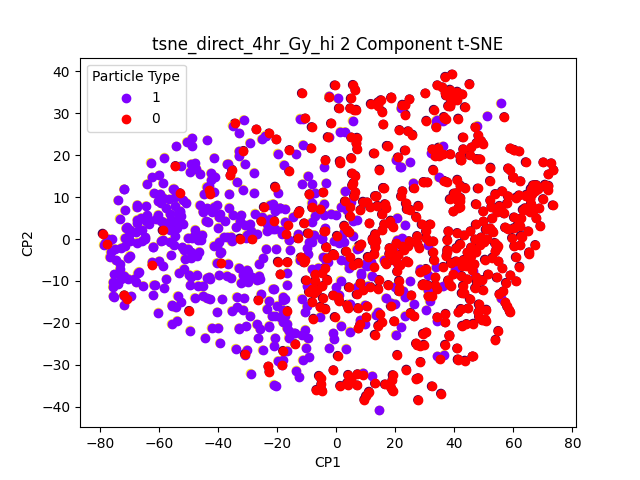 tsne_direct_4hr_Gy_hi 2 Component t-SNE
Particle Type
1
0
CP2
40
30
20
10
0
−10
−20
−30
−40
−80 −60 −40 −20 0 20 40 60 80
CP1